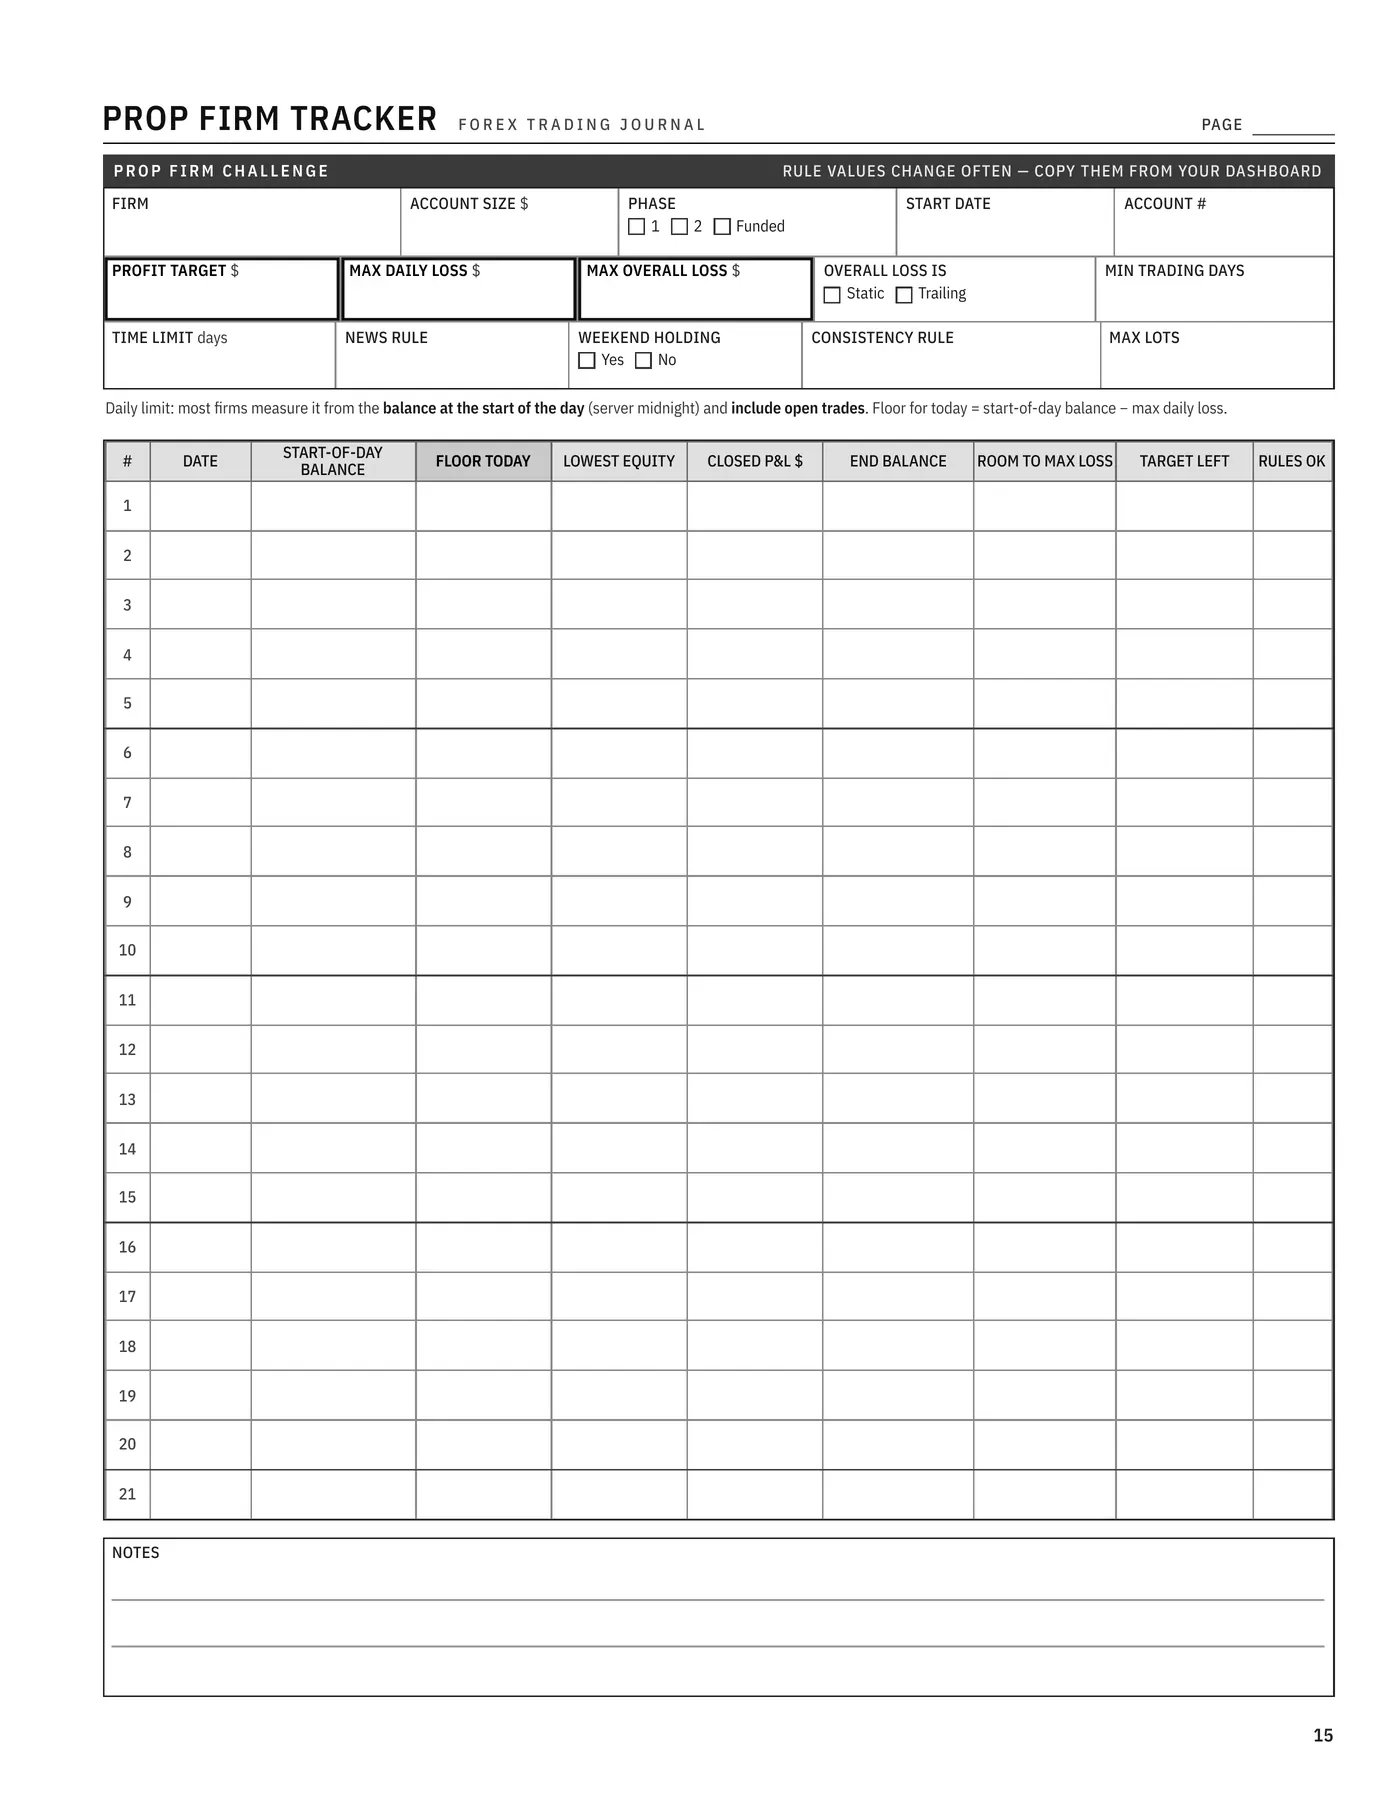 PROP FIRM TRACKER FOREX TRADING JOURNAL PAGE
PROP FIRM CHALLENGE RULE VALUES CHANGE OFTEN — COPY THEM FROM YOUR DASHBOARD
FIRM ACCOUNT SIZE $ PHASE START DATE ACCOUNT #
1 2 Funded
PROFIT TARGET $ MAX DAILY LOSS $ MAX OVERALL LOSS $ OVERALL LOSS IS MIN TRADING DAYS
Static Trailing
TIME LIMIT days NEWS RULE WEEKEND HOLDING CONSISTENCY RULE MAX LOTS
Yes No
Daily limit: most firms measure it from the balance at the start of the day (server midnight) and include open trades. Floor for today = start-of-day balance – max daily loss.
# DATE START-OF-DAY BALANCE FLOOR TODAY LOWEST EQUITY CLOSED P&L $ END BALANCE ROOM TO MAX LOSS TARGET LEFT RULES OK
1
2
3
4
5
6
7
8
9
10
11
12
13
14
15
16
17
18
19
20
21
NOTES
15